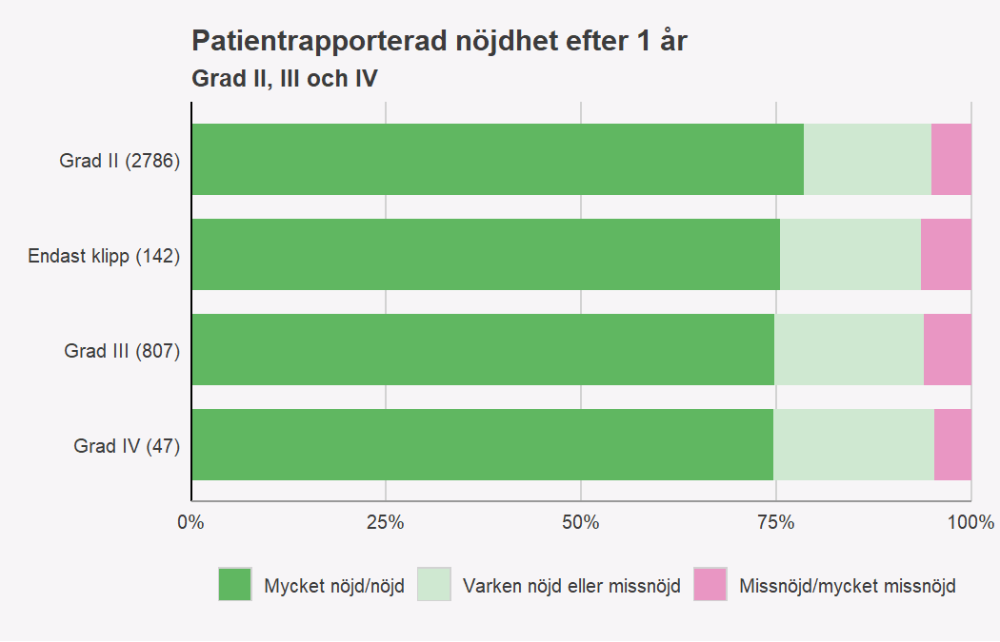 Patientrapporterad nöjdhet efter 1 år
Grad II, III och IV
Grad II (2786)
Endast klipp (142)
Grad III (807)
Grad IV (47)
0% 25% 50% 75% 100%
Mycket nöjd/nöjd Varken nöjd eller missnöjd Missnöjd/mycket missnöjd